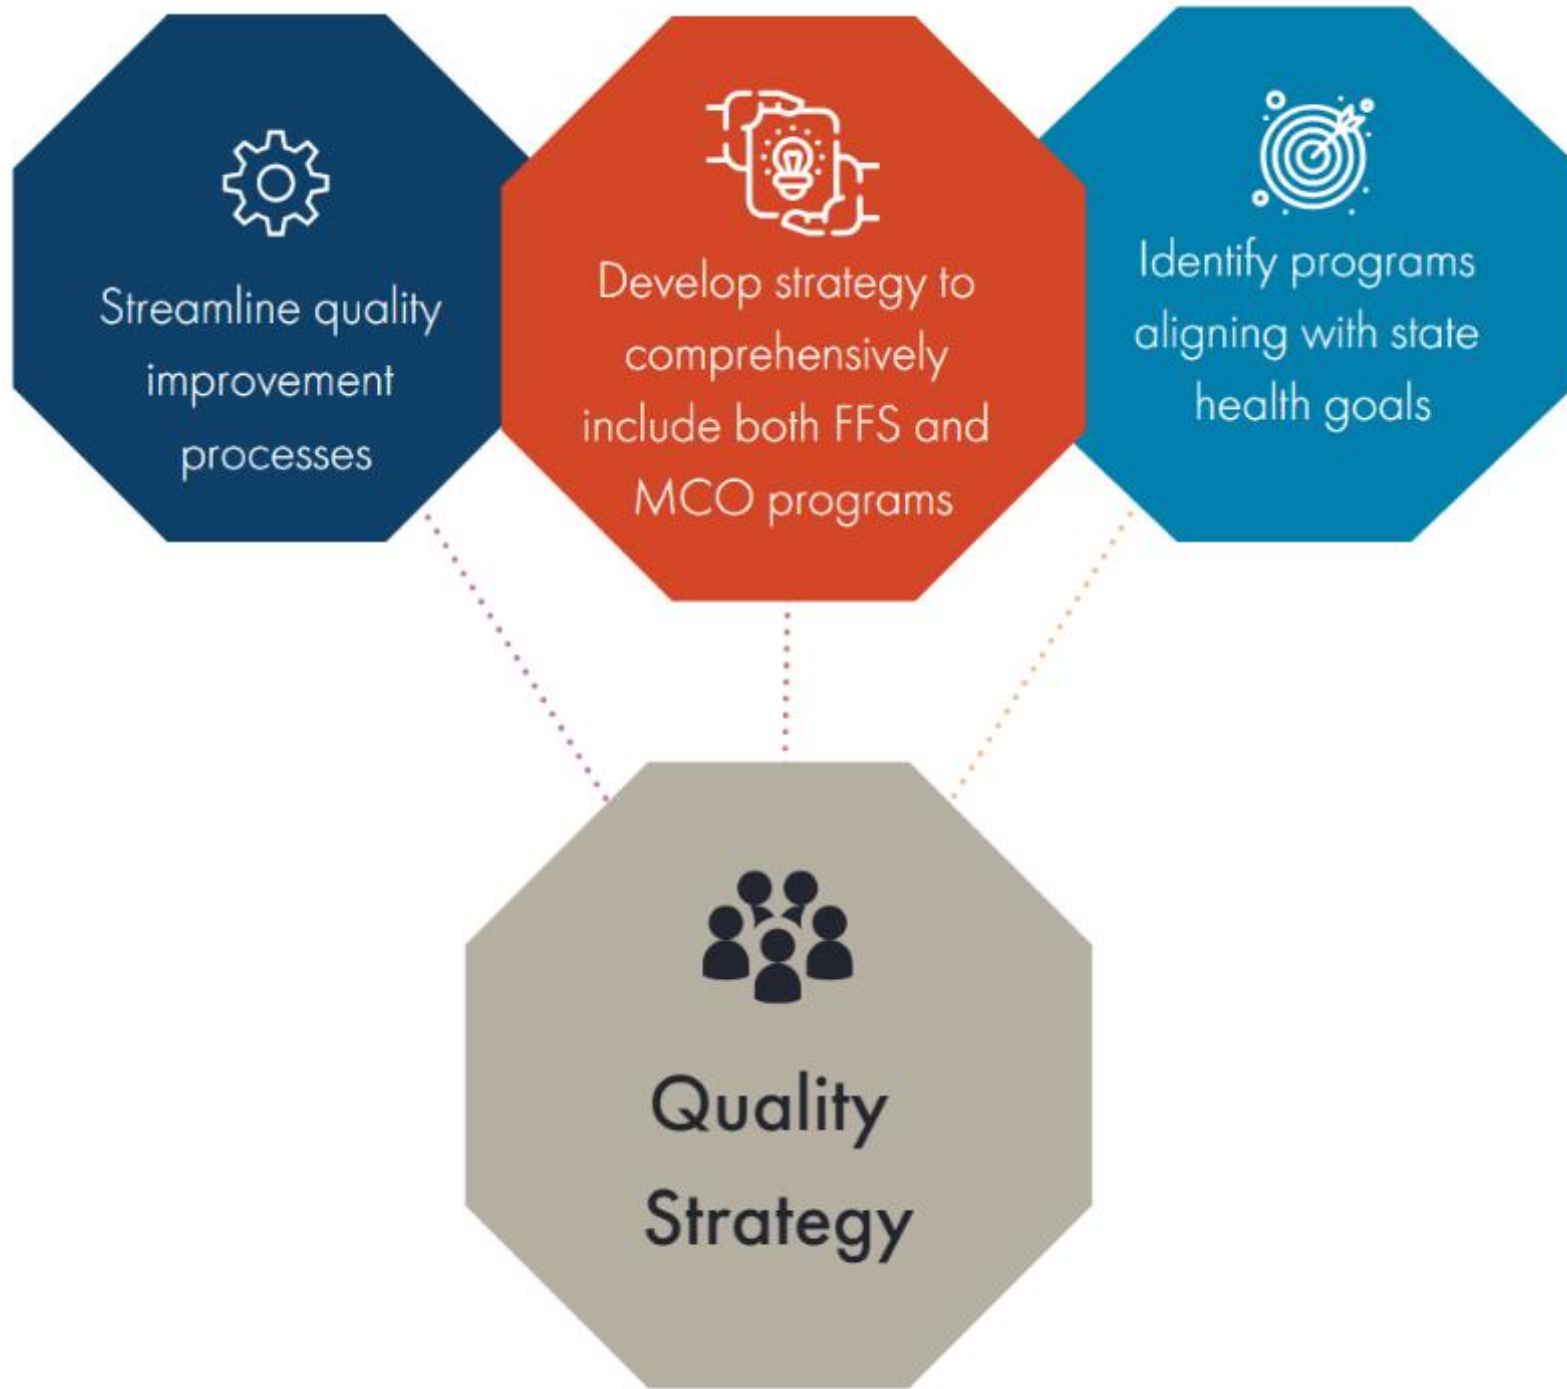 Streamline quality
improvement
processes
Develop strategy to
comprehensively
include both FFS and
MCO programs
Identify programs
aligning with state
health goals
Quality
Strategy